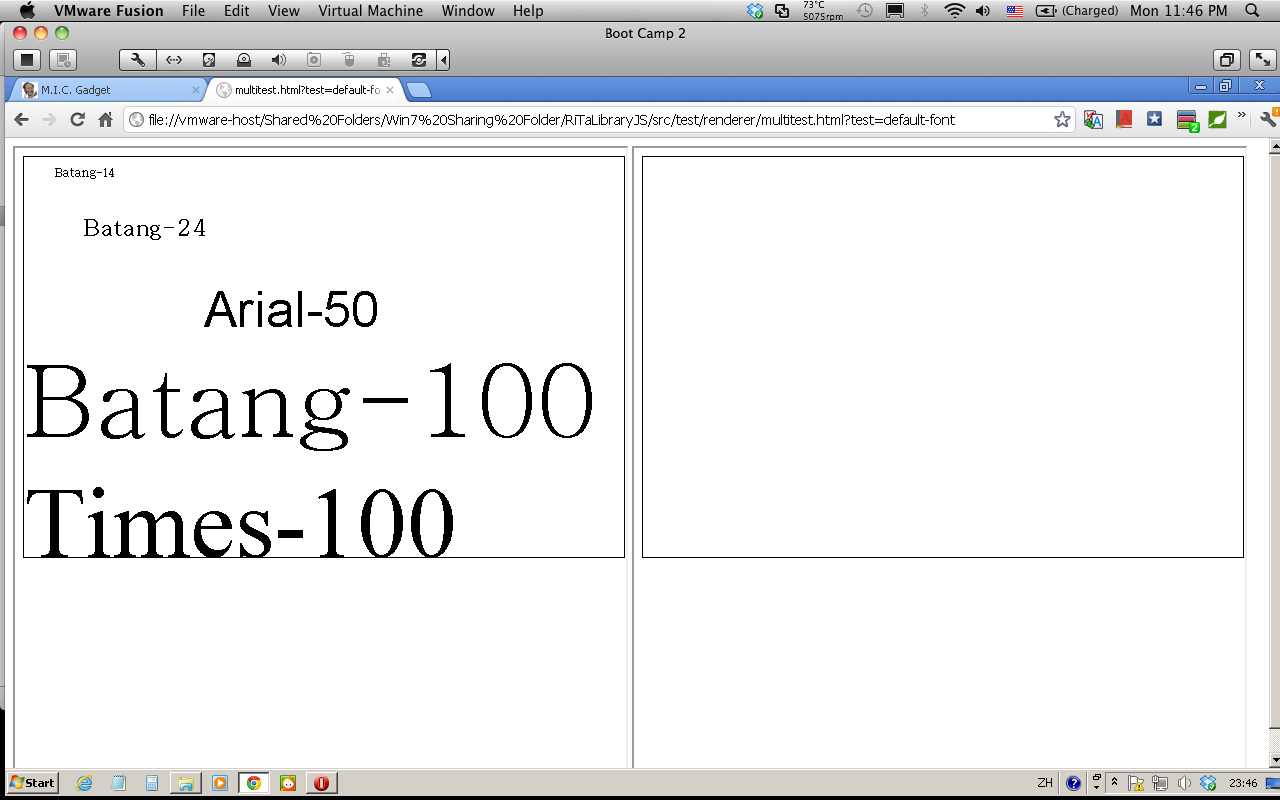 VMware Fusion File Edit View Virtual Machine Window Help 73°C 5075rpm (Charged) Mon 11:46 PM
Boot Camp 2
M.I.C. Gadget multitest.html?test=default-fo
file://vmware-host/Shared%20Folders/Win7%20Sharing%20Folder/RiTaLibraryJS/src/test/renderer/multitest.html?test=default-font
2
Batang-14
Batang-24
Arial-50
Batang-100
Times-100
Start ZH 23:46